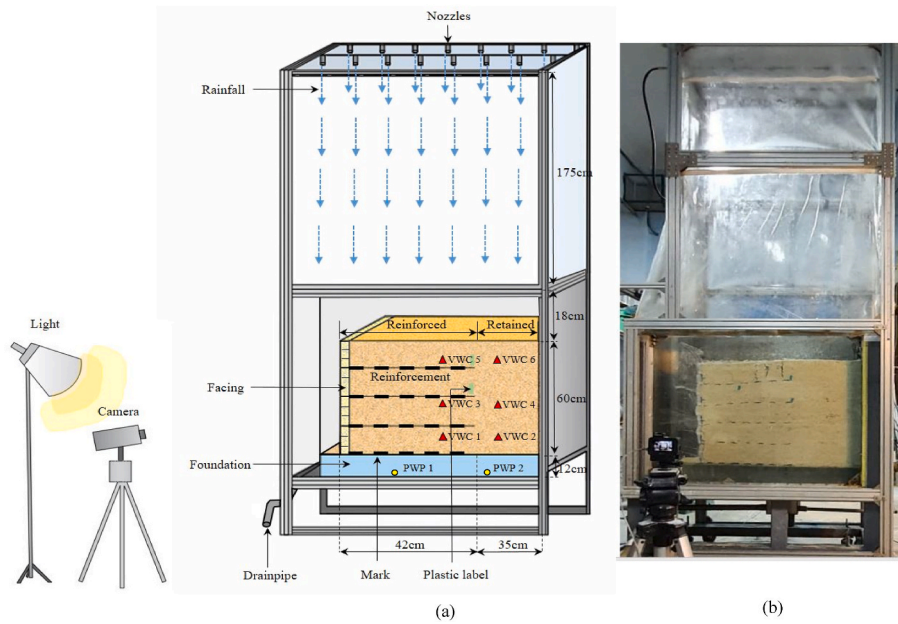 Nozzles
Rainfall
175cm
18cm
Light
Reinforced
Retained
VWC 5
VWC 6
Reinforcement
Camera
Facing
VWC 3
VWC 4
60cm
VWC 1
VWC 2
Foundation
PWP 1
PWP 2
12cm
42cm
35cm
Drainpipe
Mark
Plastic label
(a)
(b)